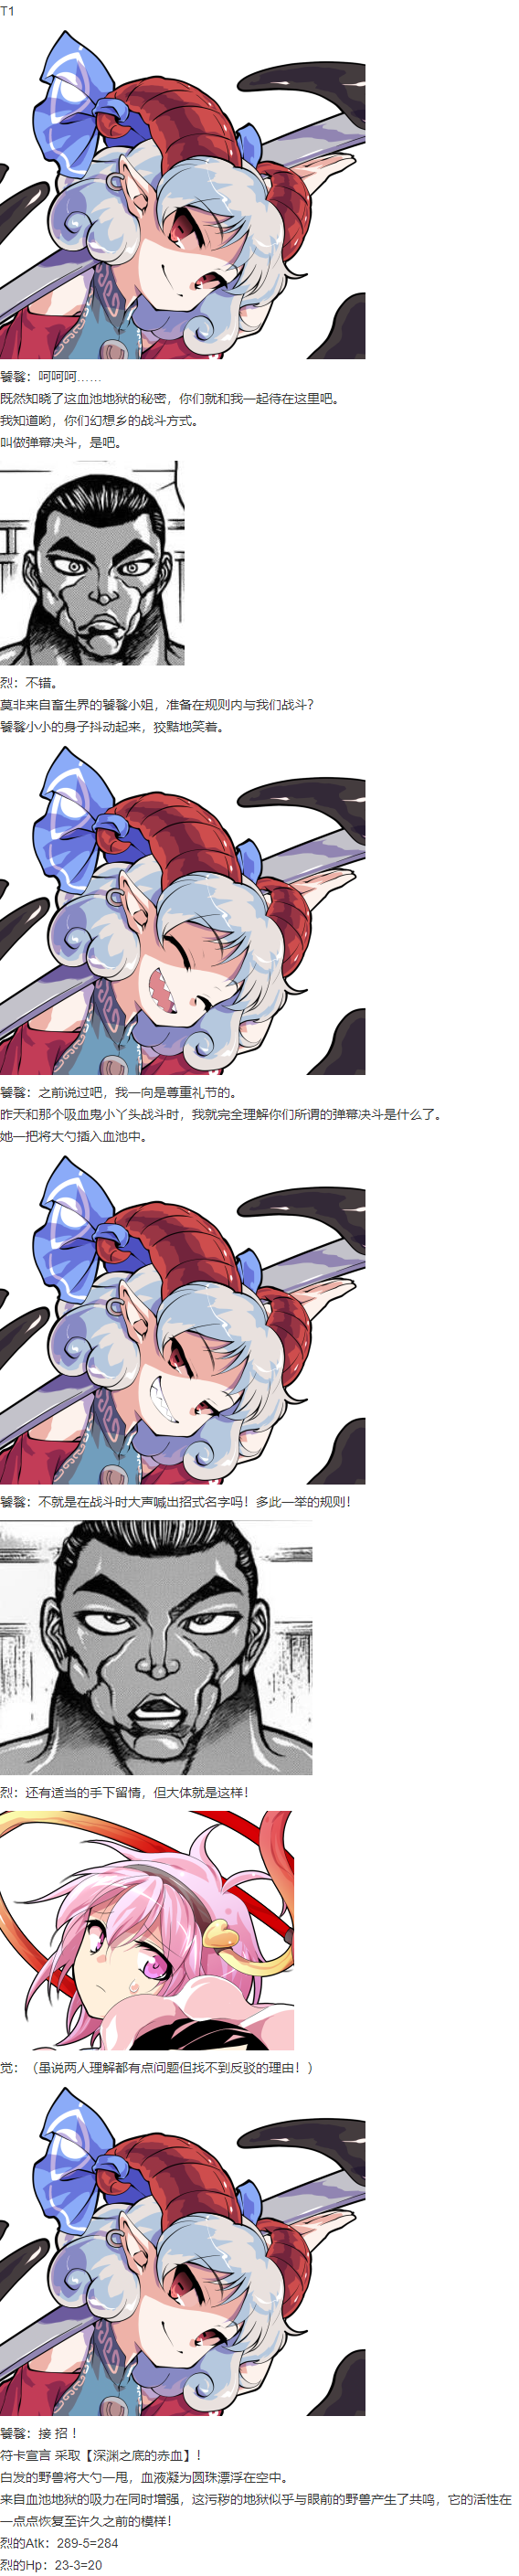 T1
饕餮：呵呵呵……
既然知晓了这血池地狱的秘密，你们就和我一起待在这里吧。
我知道哟，你们幻想乡的战斗方式。
叫做弹幕决斗，是吧。
烈：不错。
莫非来自畜生界的饕餮小姐，准备在规则内与我们战斗？
饕餮小小的身子抖动起来，狡黠地笑着。
饕餮：之前说过吧，我一向是尊重礼节的。
昨天和那个吸血鬼小丫头战斗时，我就完全理解你们所谓的弹幕决斗是什么了。
她一把将大勺插入血池中。
饕餮：不就是在战斗时大声喊出招式名字吗！多此一举的规则！
烈：还有适当的手下留情，但大体就是这样！
觉：（虽说两人理解都有点问题但找不到反驳的理由！）
饕餮：接 招 ！
符卡宣言 采取【深渊之底的赤血】！
白发的野兽将大勺一甩，血液凝为圆珠漂浮在空中。
来自血池地狱的吸力在同时增强，这污秽的地狱似乎与眼前的野兽产生了共鸣，它的活性在
一点点恢复至许久之前的模样！
烈的Atk：289-5=284
烈的Hp：23-3=20